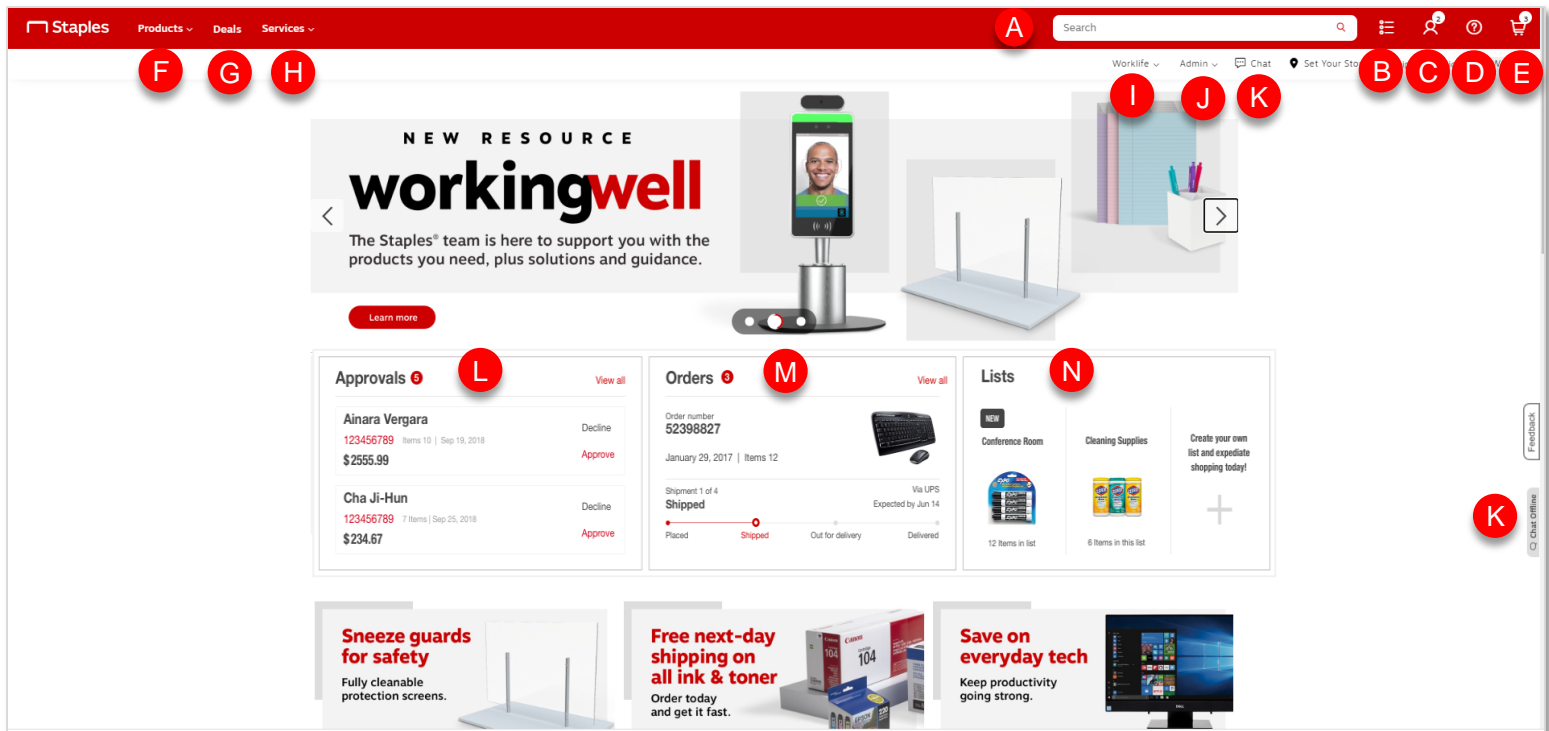 Staples
Products
Deals
Services
A
Search
2
3
F
G
H
B
C
D
E
Worklife
Admin
Chat
Set Your
I
J
K
NEW RESOURCE
workingwell
The Staples® team is here to support you with the
products you need, plus solutions and guidance.
Learn more
Approvals 5
L
View all
Ainara Vergara
123456789 Items 10 | Sep 19, 2018
$2555.99
Decline
Approve
Cha Ji-Hun
123456789 7 Items | Sep 25, 2018
$234.67
Decline
Approve
Orders 3
M
View all
Order number
52398827
January 29, 2017 | Items 12
Shipment 1 of 4
Shipped
Via UPS
Expected by Jun 14
Placed
Shipped
Out for delivery
Delivered
Lists
N
NEW
Conference Room
12 Items in list
Cleaning Supplies
6 Items in this list
Create your own
list and expediate
shopping today!
Feedback
K
Chat Offline
Sneeze guards
for safety
Fully cleanable
protection screens.
Free next-day
shipping on
all ink & toner
Order today
and get it fast.
Canon
104
104
EPSON
Save on
everyday tech
Keep productivity
going strong.
DELL